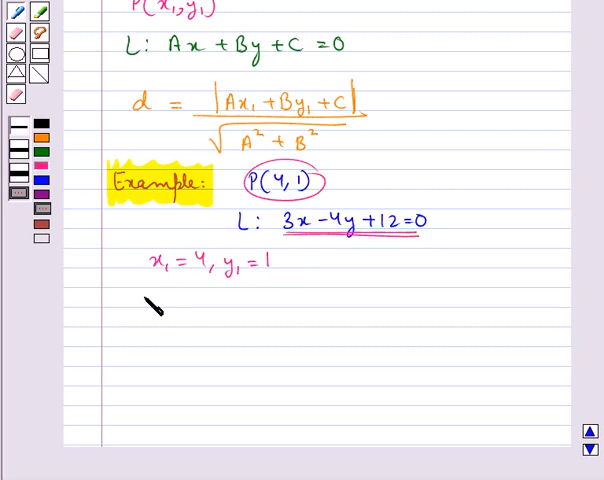 P(x₁, y₁)
L: Ax + By + C = 0
d = |Ax₁ + By₁ + C| / √(A² + B²)
Example: P(4, 1)
L: 3x - 4y + 12 = 0
x₁ = 4, y₁ = 1